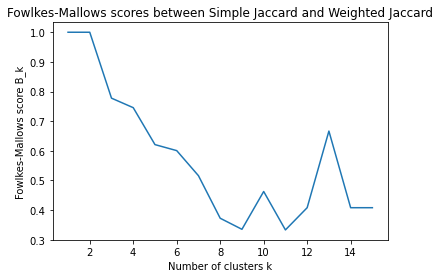 Fowlkes-Mallows scores between Simple Jaccard and Weighted Jaccard
1.0
0.9
0.8
0.7
0.6
0.5
0.4
0.3
Fowlkes-Mallows score B_k
2 4 6 8 10 12 14
Number of clusters k